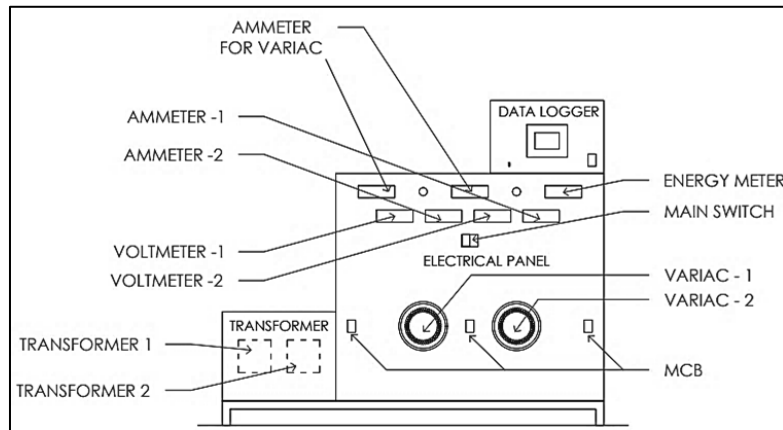 AMMETER
FOR VARIAC
DATA LOGGER
AMMETER -1
AMMETER -2
ENERGY METER
MAIN SWITCH
VOLTMETER -1
ELECTRICAL PANEL
VOLTMETER -2
VARIAC - 1
VARIAC - 2
TRANSFORMER
TRANSFORMER 1
MCB
TRANSFORMER 2